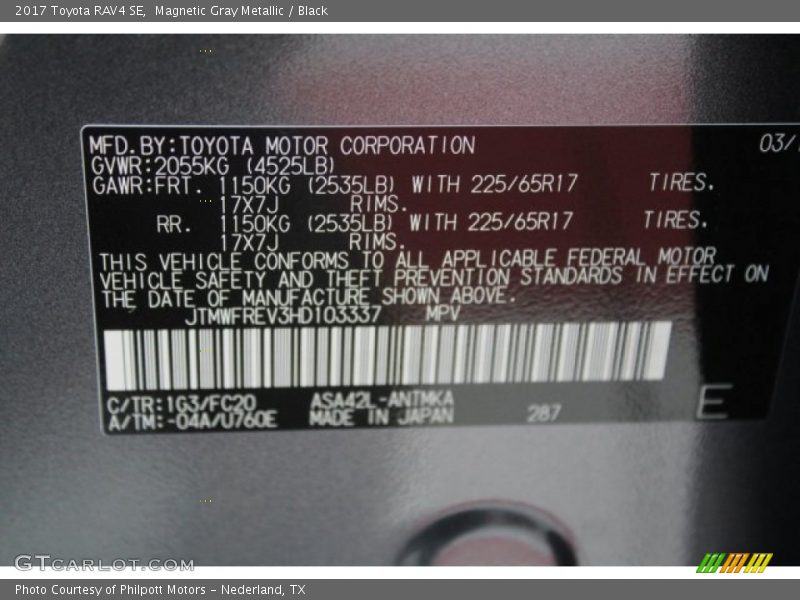 2017 Toyota RAV4 SE,  Magnetic Gray Metallic / Black
MFD.BY:TOYOTA MOTOR CORPORATION 03/
GVWR:2055KG (4525LB)
GAWR:FRT. 1150KG (2535LB) WITH 225/65R17 TIRES.
17X7J RIMS.
RR. 1150KG (2535LB) WITH 225/65R17 TIRES.
17X7J RIMS.
THIS VEHICLE CONFORMS TO ALL APPLICABLE FEDERAL MOTOR
VEHICLE SAFETY AND THEFT PREVENTION STANDARDS IN EFFECT ON
THE DATE OF MANUFACTURE SHOWN ABOVE.
JTMWFREV3HD103337 MPV
C/TR:1G3/FC20 ASA42L-ANTMKA
A/TM:-04A/U760E MADE IN JAPAN 287 E
GTCARLOT.COM
Photo Courtesy of Philpott Motors - Nederland, TX